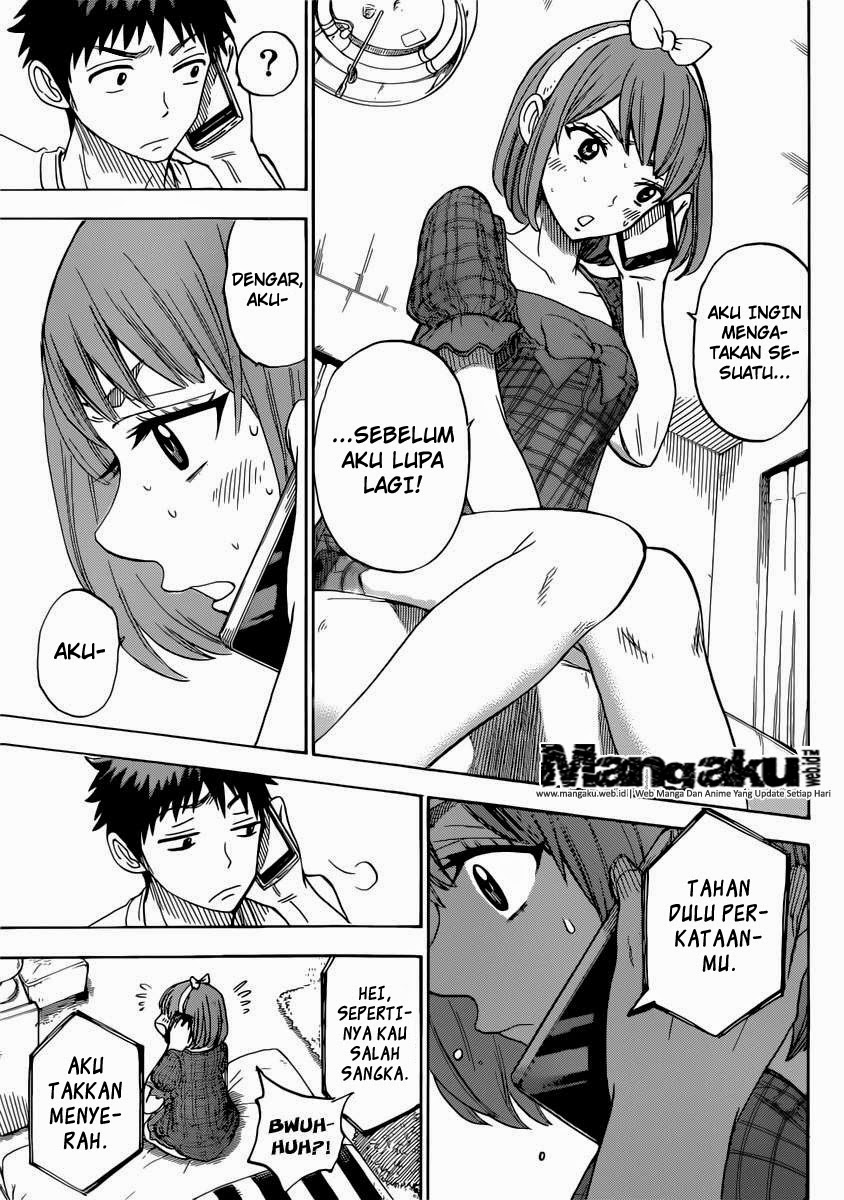 AKU INGIN
MENGA-
TAKAN SE-
SUATU...
...SEBELUM
AKU LUPA
LAGI!
?
DENGAR,
AKU-
AKU-
Mangaku
web.id
www.mangaku.web.id | Web Manga Dan Anime Yang Update Setiap Hari
TAHAN
DULU PER-
KATAAN-
MU.
HEI,
SEPERTI-
NYA KAU
SALAH
SANGKA.
BWUH-
HUH?!
AKU
TAKKAN
MENYE-
RAH.
0